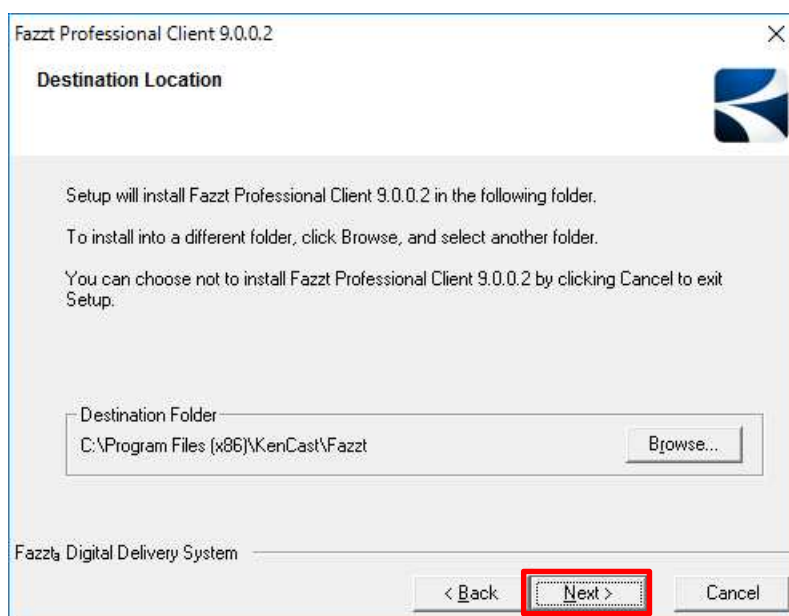 Fazzt Professional Client 9.0.0.2
Destination Location
Setup will install Fazzt Professional Client 9.0.0.2 in the following folder.
To install into a different folder, click Browse, and select another folder.
You can choose not to install Fazzt Professional Client 9.0.0.2 by clicking Cancel to exit
Setup.
Destination Folder
C:\Program Files (x86)\KenCast\Fazzt
Browse...
Fazzt Digital Delivery System
< Back Next > Cancel